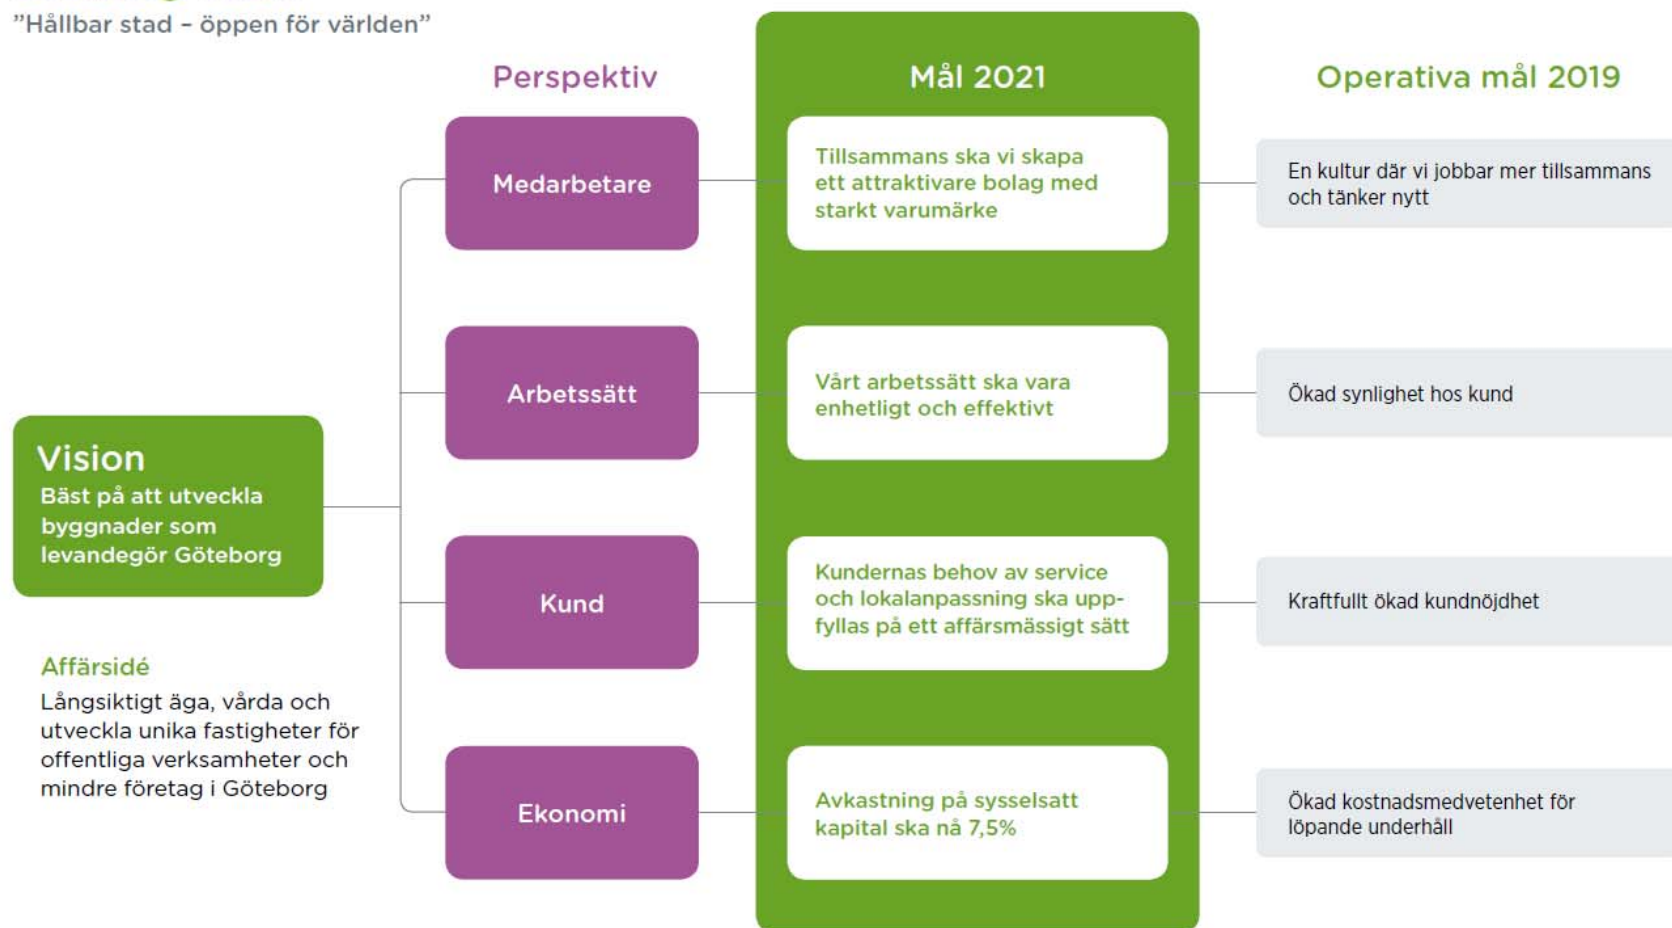 ”Hållbar stad – öppen för världen”
Perspektiv
Mål 2021
Operativa mål 2019
Medarbetare
Tillsammans ska vi skapa
ett attraktivare bolag med
starkt varumärke
En kultur där vi jobbar mer tillsammans
och tänker nytt
Arbetssätt
Vårt arbetssätt ska vara
enhetligt och effektivt
Ökad synlighet hos kund
Vision
Bäst på att utveckla
byggnader som
levandegör Göteborg
Kund
Kundernas behov av service
och lokalanpassning ska upp-
fyllas på ett affärsmässigt sätt
Kraftfullt ökad kundnöjdhet
Affärsidé
Långsiktigt äga, vårda och
utveckla unika fastigheter för
offentliga verksamheter och
mindre företag i Göteborg
Ekonomi
Avkastning på sysselsatt
kapital ska nå 7,5%
Ökad kostnadsmedvetenhet för
löpande underhåll